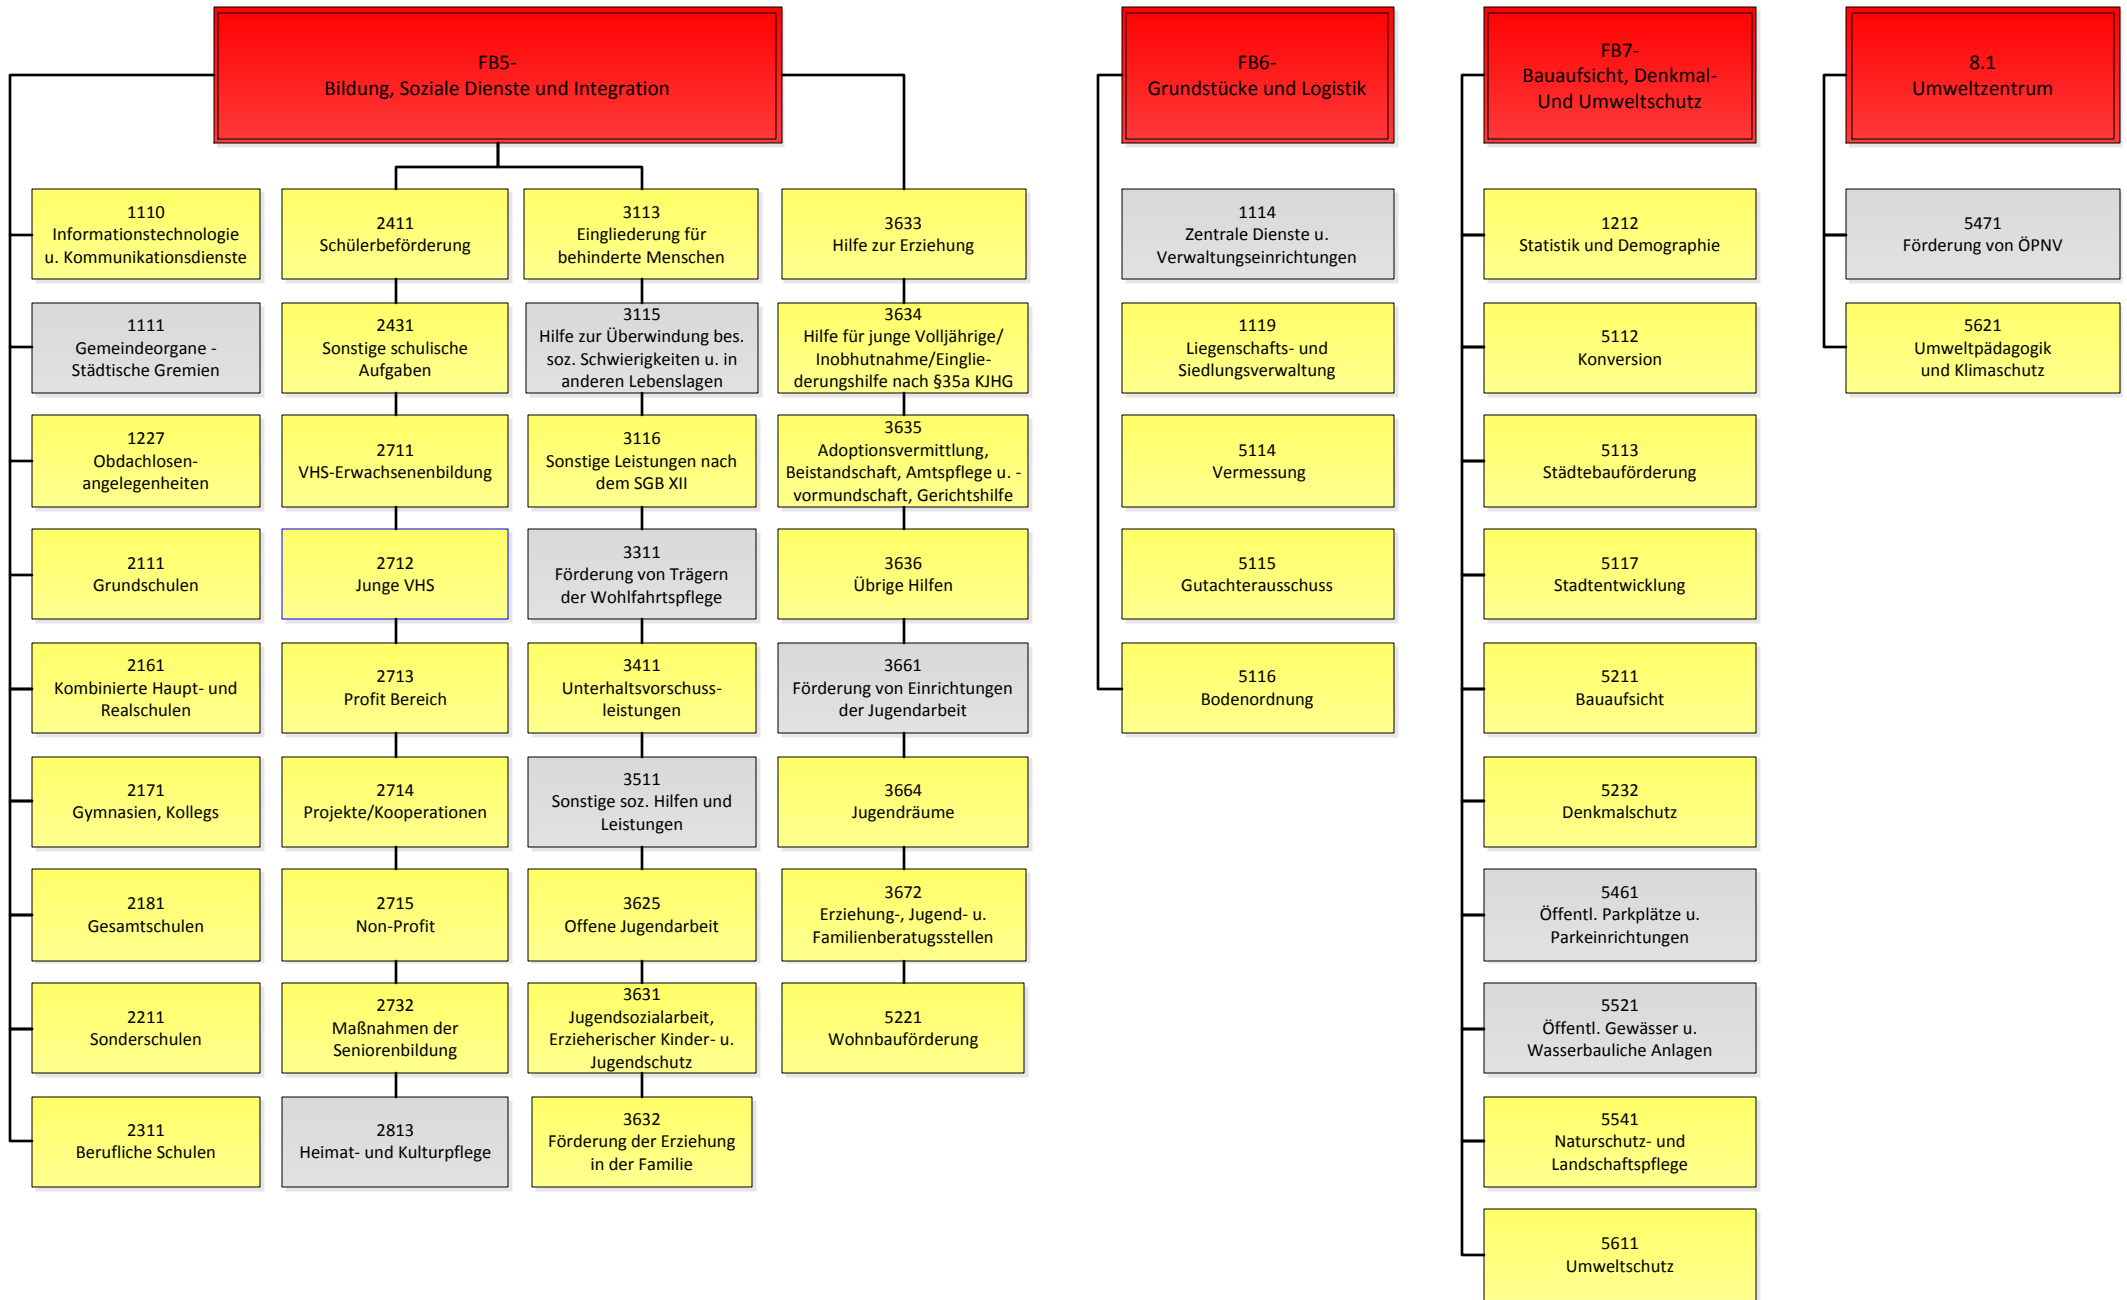 FB5-
Bildung, Soziale Dienste und Integration
1110
Informationstechnologie
u. Kommunikationsdienste
1111
Gemeindeorgane -
Städtische Gremien
1227
Obdachlosen-
angelegenheiten
2111
Grundschulen
2161
Kombinierte Haupt- und
Realschulen
2171
Gymnasien, Kollegs
2181
Gesamtschulen
2211
Sonderschulen
2311
Berufliche Schulen
2411
Schülerbeförderung
2431
Sonstige schulische
Aufgaben
2711
VHS-Erwachsenenbildung
2712
Junge VHS
2713
Profit Bereich
2714
Projekte/Kooperationen
2715
Non-Profit
2732
Maßnahmen der
Seniorenbildung
2813
Heimat- und Kulturpflege
3113
Eingliederung für
behinderte Menschen
3115
Hilfe zur Überwindung bes.
soz. Schwierigkeiten u. in
anderen Lebenslagen
3116
Sonstige Leistungen nach
dem SGB XII
3311
Förderung von Trägern
der Wohlfahrtspflege
3411
Unterhaltsvorschuss-
leistungen
3511
Sonstige soz. Hilfen und
Leistungen
3625
Offene Jugendarbeit
3631
Jugendsozialarbeit,
Erzieherischer Kinder- u.
Jugendschutz
3632
Förderung der Erziehung
in der Familie
3633
Hilfe zur Erziehung
3634
Hilfe für junge Volljährige/
Inobhutnahme/Einglie-
derungshilfe nach §35a KJHG
3635
Adoptionsvermittlung,
Beistandschaft, Amtspflege u. -
vormundschaft, Gerichtshilfe
3636
Übrige Hilfen
3661
Förderung von Einrichtungen
der Jugendarbeit
3664
Jugendräume
3672
Erziehung-, Jugend- u.
Familienberatugsstellen
5221
Wohnbauförderung
FB6-
Grundstücke und Logistik
1114
Zentrale Dienste u.
Verwaltungseinrichtungen
1119
Liegenschafts- und
Siedlungsverwaltung
5114
Vermessung
5115
Gutachterausschuss
5116
Bodenordnung
FB7-
Bauaufsicht, Denkmal-
Und Umweltschutz
1212
Statistik und Demographie
5112
Konversion
5113
Städtebauförderung
5117
Stadtentwicklung
5211
Bauaufsicht
5232
Denkmalschutz
5461
Öffentl. Parkplätze u.
Parkeinrichtungen
5521
Öffentl. Gewässer u.
Wasserbauliche Anlagen
5541
Naturschutz- und
Landschaftspflege
5611
Umweltschutz
8.1
Umweltzentrum
5471
Förderung von ÖPNV
5621
Umweltpädagogik
und Klimaschutz